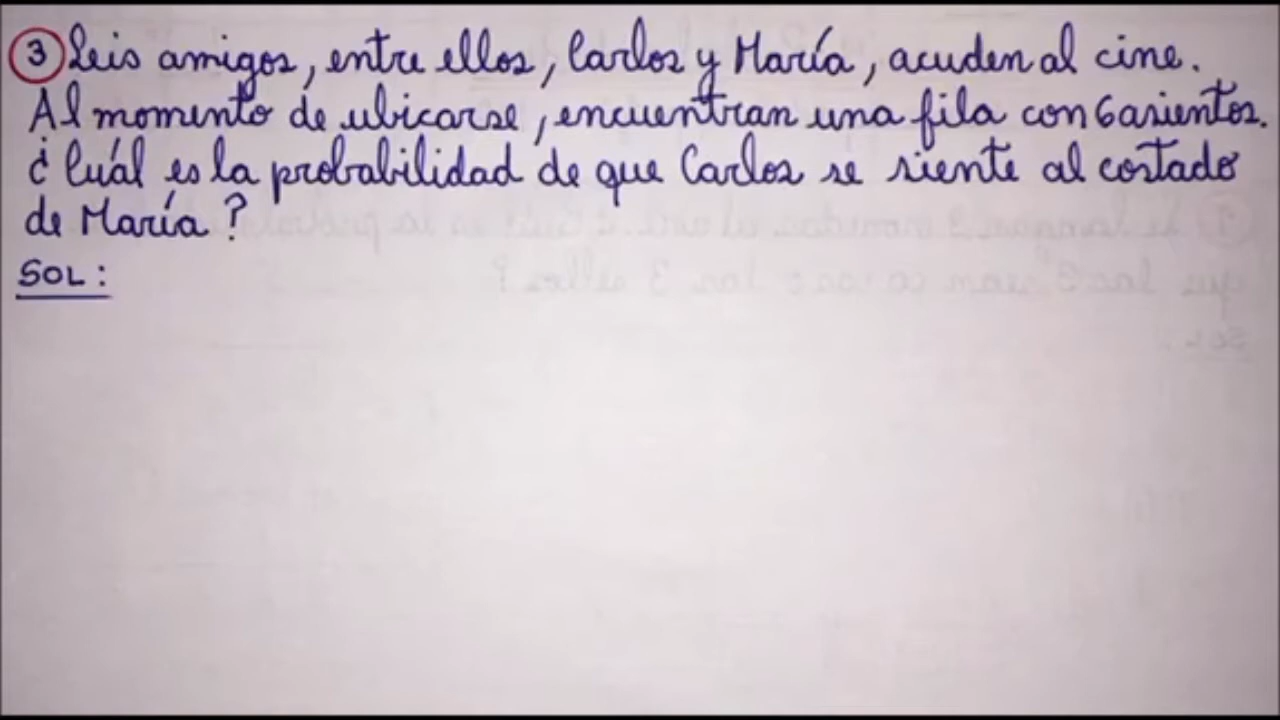 ③ Seis amigos, entre ellos, Carlos y María, acuden al cine.
Al momento de ubicarse, encuentran una fila con 6 asientos.
¿Cuál es la probabilidad de que Carlos se siente al costado
de María?
SOL: